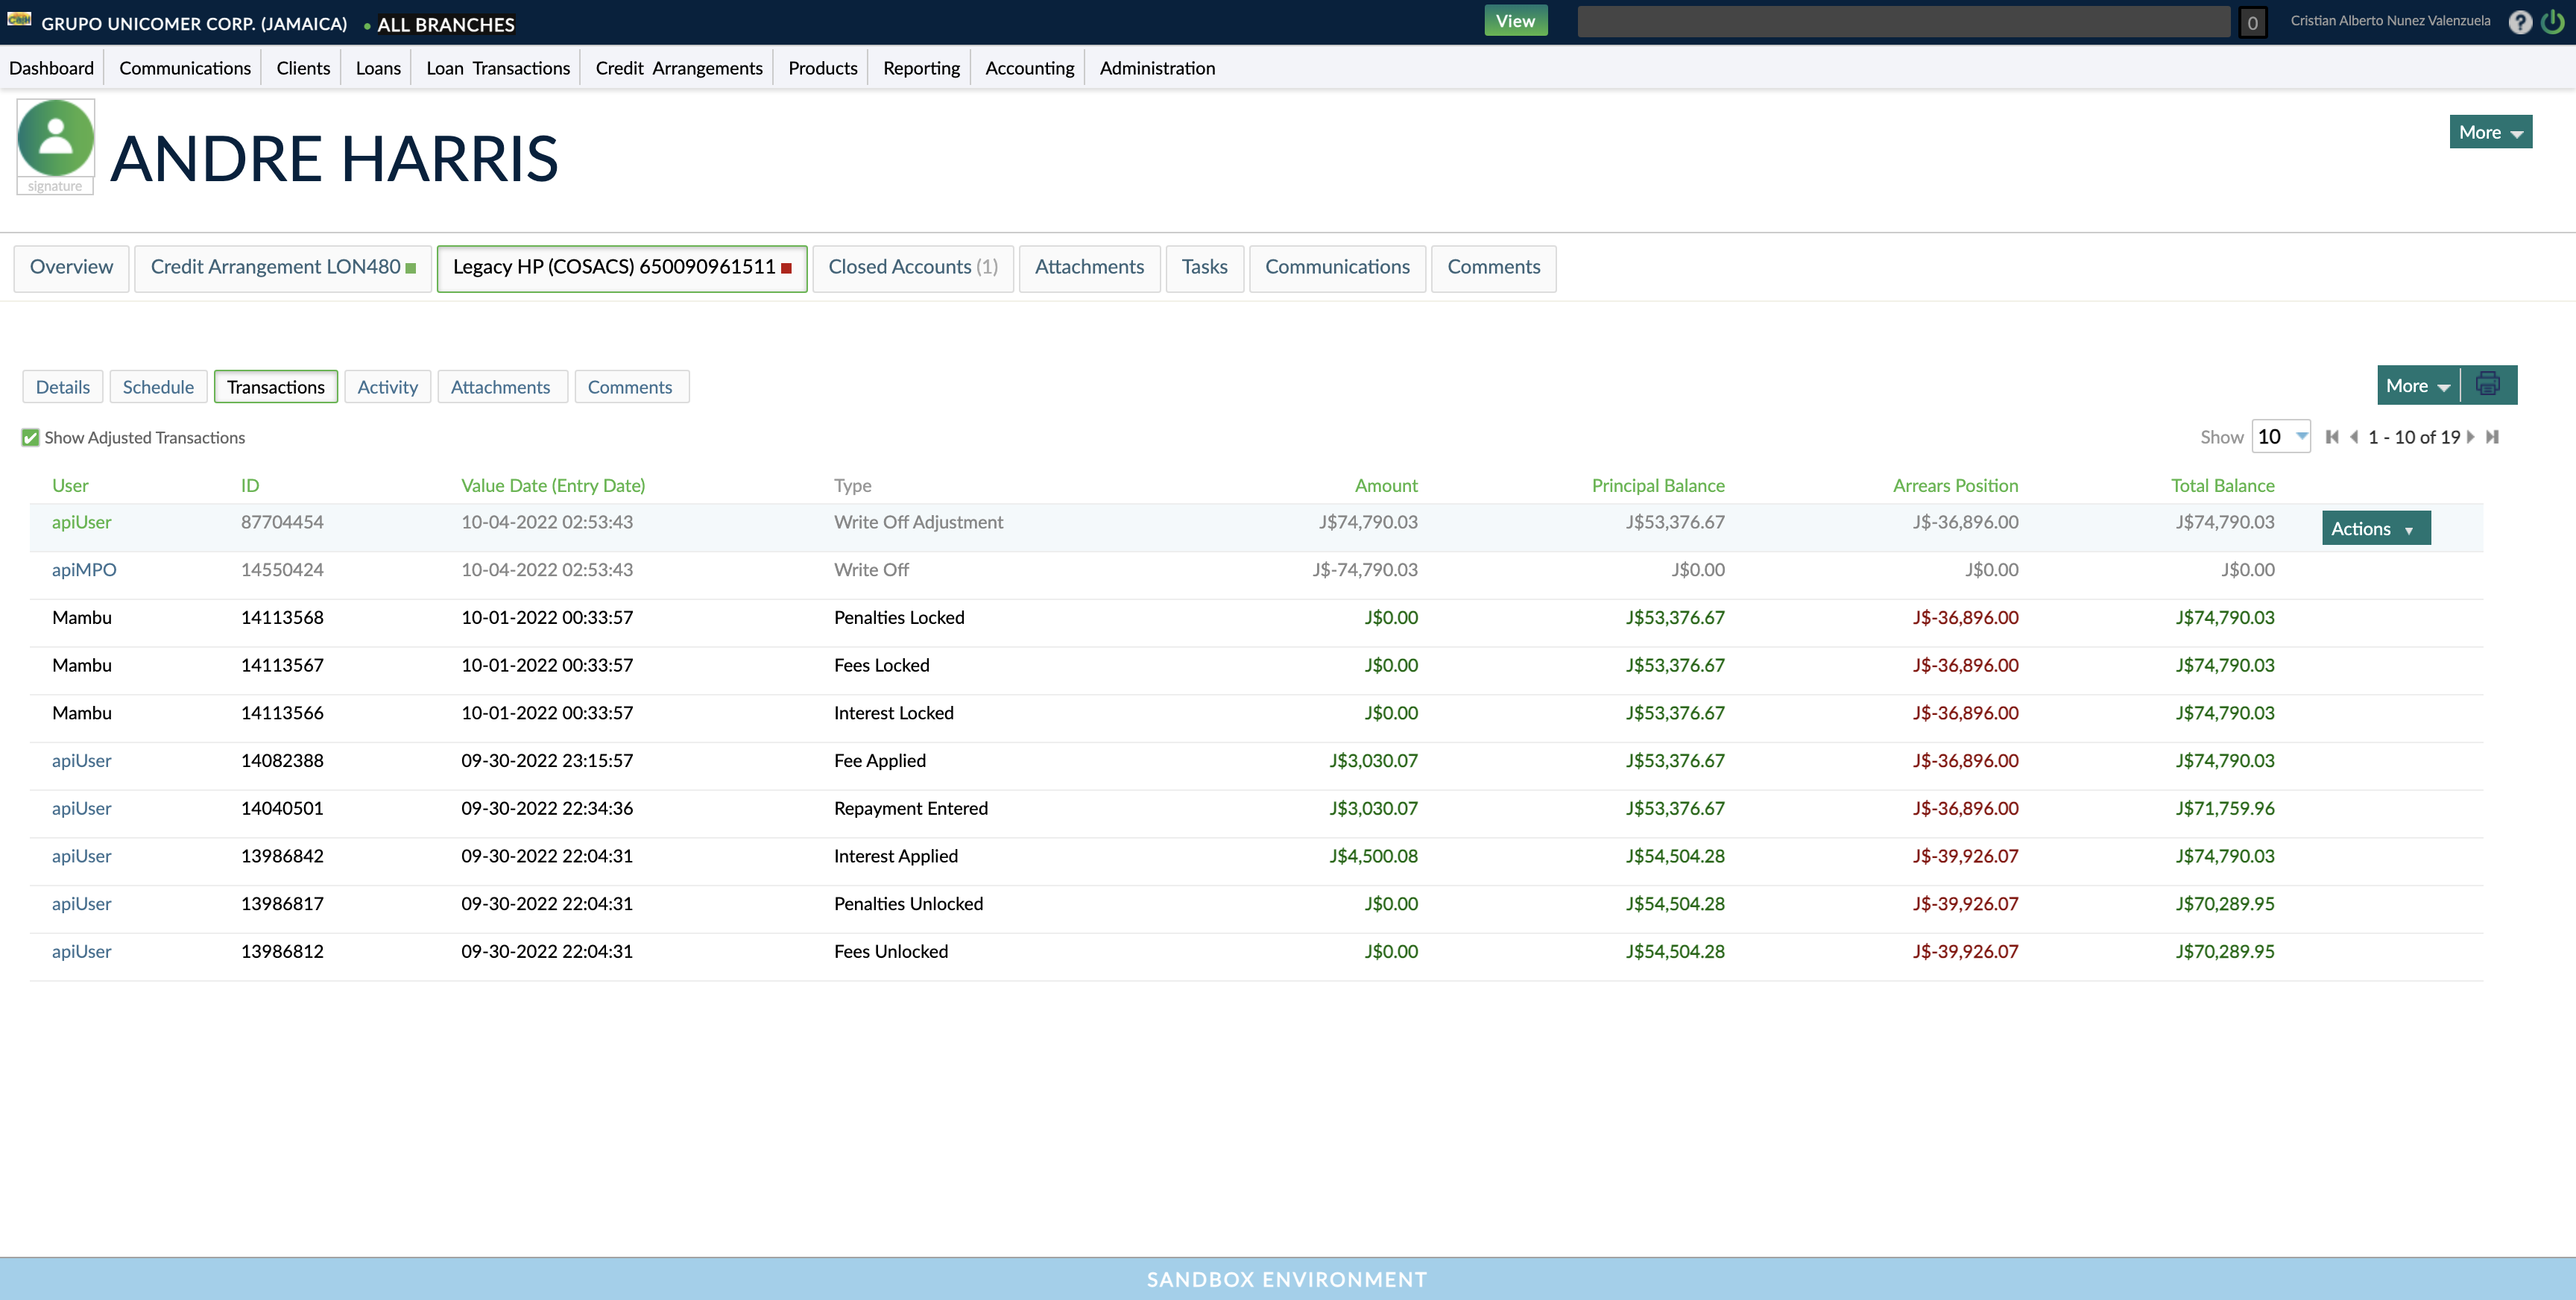 GRUPO UNICOMER CORP. (JAMAICA) • ALL BRANCHES View 0 Cristian Alberto Nunez Valenzuela ?
Dashboard Communications Clients Loans Loan Transactions Credit Arrangements Products Reporting Accounting Administration
signature
ANDRE HARRIS
More
Overview Credit Arrangement LON480 Legacy HP (COSACS) 650090961511 Closed Accounts (1) Attachments Tasks Communications Comments
Details Schedule Transactions Activity Attachments Comments More
Show Adjusted Transactions Show 10 1 - 10 of 19
User ID Value Date (Entry Date) Type Amount Principal Balance Arrears Position Total Balance
apiUser 87704454 10-04-2022 02:53:43 Write Off Adjustment J$74,790.03 J$53,376.67 J$-36,896.00 J$74,790.03 Actions
apiMPO 14550424 10-04-2022 02:53:43 Write Off J$-74,790.03 J$0.00 J$0.00 J$0.00
Mambu 14113568 10-01-2022 00:33:57 Penalties Locked J$0.00 J$53,376.67 J$-36,896.00 J$74,790.03
Mambu 14113567 10-01-2022 00:33:57 Fees Locked J$0.00 J$53,376.67 J$-36,896.00 J$74,790.03
Mambu 14113566 10-01-2022 00:33:57 Interest Locked J$0.00 J$53,376.67 J$-36,896.00 J$74,790.03
apiUser 14082388 09-30-2022 23:15:57 Fee Applied J$3,030.07 J$53,376.67 J$-36,896.00 J$74,790.03
apiUser 14040501 09-30-2022 22:34:36 Repayment Entered J$3,030.07 J$53,376.67 J$-36,896.00 J$71,759.96
apiUser 13986842 09-30-2022 22:04:31 Interest Applied J$4,500.08 J$54,504.28 J$-39,926.07 J$74,790.03
apiUser 13986817 09-30-2022 22:04:31 Penalties Unlocked J$0.00 J$54,504.28 J$-39,926.07 J$70,289.95
apiUser 13986812 09-30-2022 22:04:31 Fees Unlocked J$0.00 J$54,504.28 J$-39,926.07 J$70,289.95
SANDBOX ENVIRONMENT